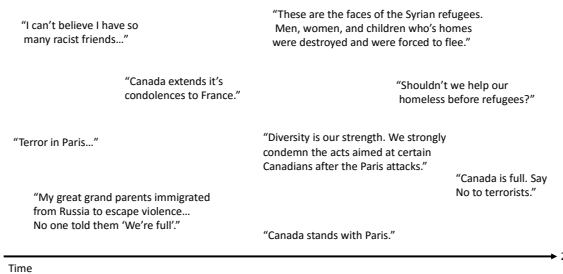 "I can't believe I have so
many racist friends…"
"These are the faces of the Syrian refugees.
Men, women, and children who's homes
were destroyed and were forced to flee."
"Canada extends it's
condolences to France."
"Shouldn't we help our
homeless before refugees?"
"Terror in Paris…"
"Diversity is our strength. We strongly
condemn the acts aimed at certain
Canadians after the Paris attacks."
"Canada is full. Say
No to terrorists."
"My great grand parents immigrated
from Russia to escape violence…
No one told them 'We're full'."
"Canada stands with Paris."
Time